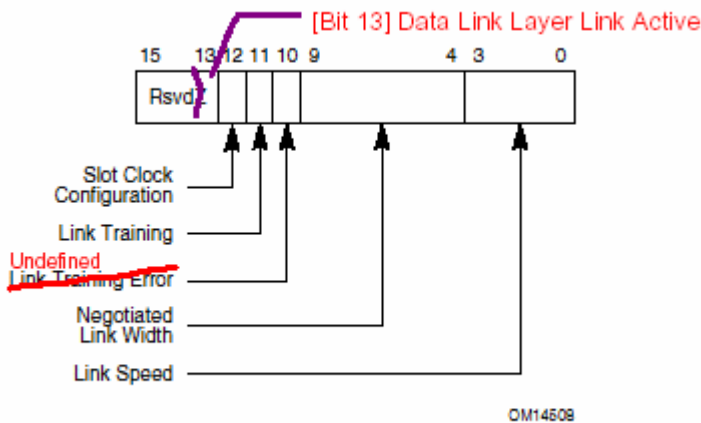 [Bit 13] Data Link Layer Link Active
15 13 12 11 10 9 4 3 0
RsvdZ
Slot Clock
Configuration
Link Training
Undefined
Link Training Error
Negotiated
Link Width
Link Speed
OM14509